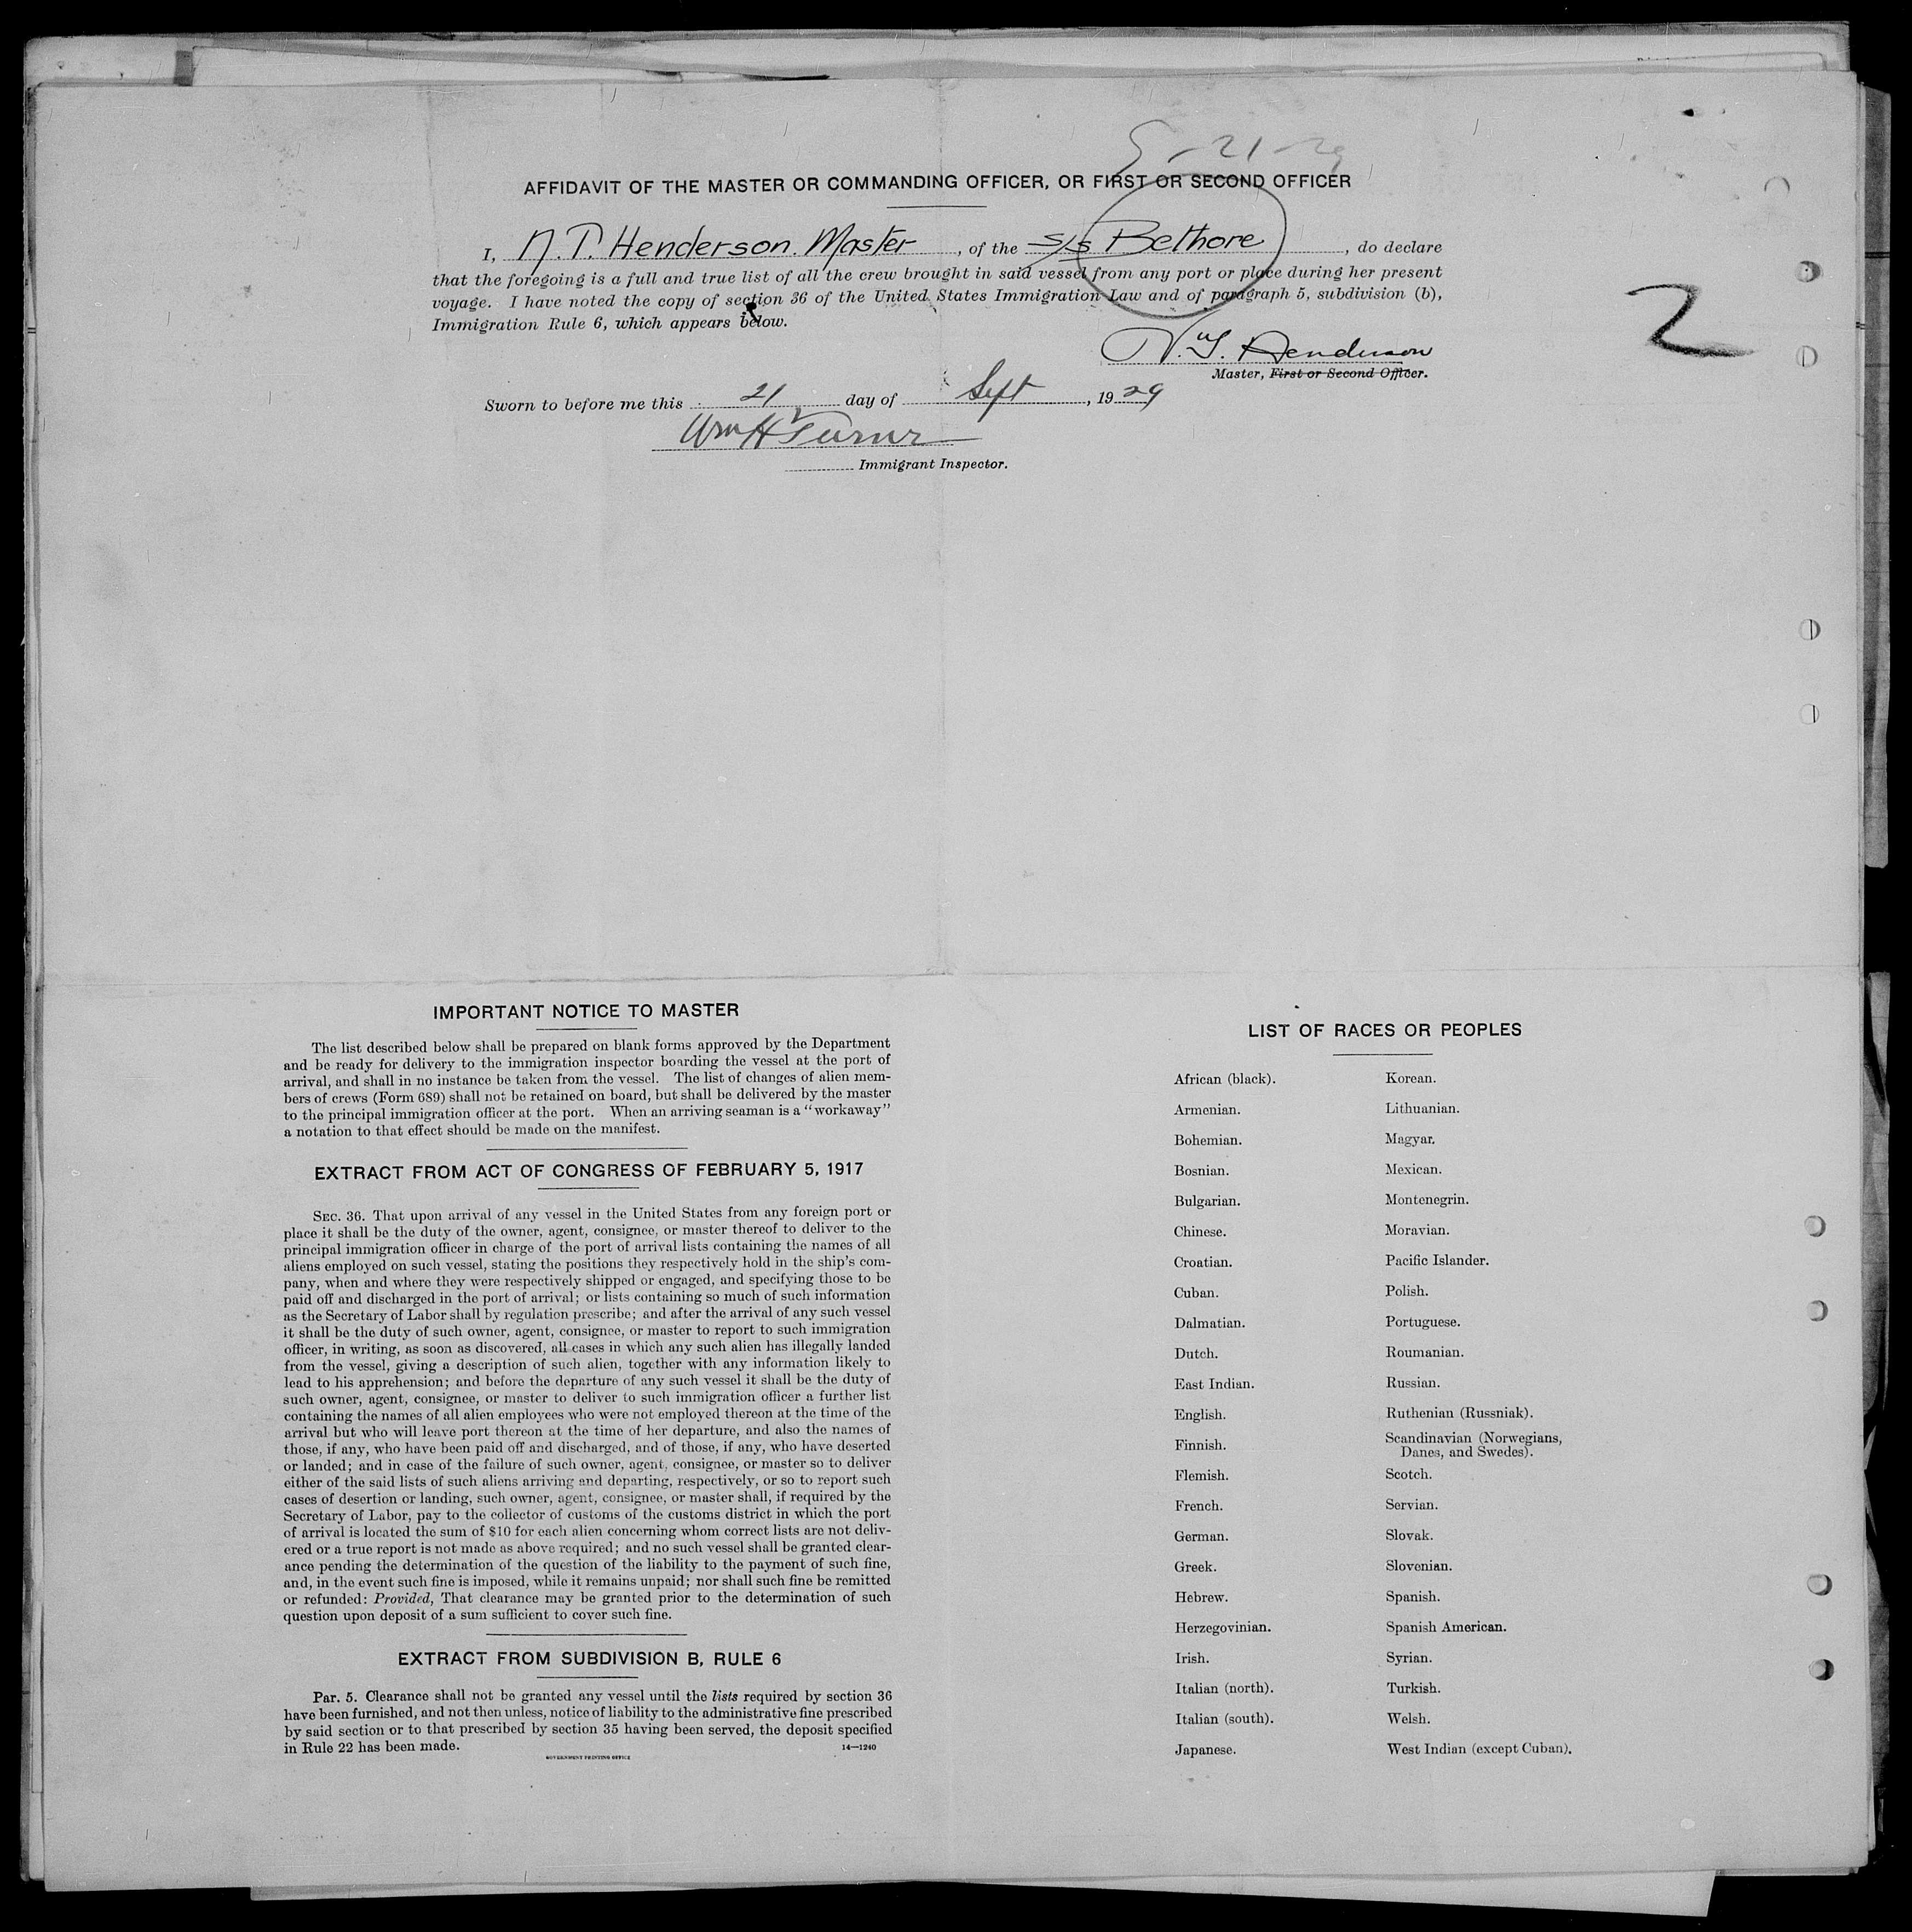 9-21-29
AFFIDAVIT OF THE MASTER OR COMMANDING OFFICER, OR FIRST OR SECOND OFFICER
I, N. T. Henderson. Master, of the S/s Bethore, do declare
that the foregoing is a full and true list of all the crew brought in said vessel from any port or place during her present
voyage. I have noted the copy of section 36 of the United States Immigration Law and of paragraph 5, subdivision (b),
Immigration Rule 6, which appears below.
2
N. T. Henderson
Master, First or Second Officer.
Sworn to before me this 21 day of Sept, 1929
Wm H Turner
Immigrant Inspector.
IMPORTANT NOTICE TO MASTER
The list described below shall be prepared on blank forms approved by the Department
and be ready for delivery to the immigration inspector boarding the vessel at the port of
arrival, and shall in no instance be taken from the vessel. The list of changes of alien mem-
bers of crews (Form 689) shall not be retained on board, but shall be delivered by the master
to the principal immigration officer at the port. When an arriving seaman is a "workaway"
a notation to that effect should be made on the manifest.
EXTRACT FROM ACT OF CONGRESS OF FEBRUARY 5, 1917
SEC. 36. That upon arrival of any vessel in the United States from any foreign port or
place it shall be the duty of the owner, agent, consignee, or master thereof to deliver to the
principal immigration officer in charge of the port of arrival lists containing the names of all
aliens employed on such vessel, stating the positions they respectively hold in the ship's com-
pany, when and where they were respectively shipped or engaged, and specifying those to be
paid off and discharged in the port of arrival; or lists containing so much of such information
as the Secretary of Labor shall by regulation prescribe; and after the arrival of any such vessel
it shall be the duty of such owner, agent, consignee, or master to report to such immigration
officer, in writing, as soon as discovered, all cases in which any such alien has illegally landed
from the vessel, giving a description of such alien, together with any information likely to
lead to his apprehension; and before the departure of any such vessel it shall be the duty of
such owner, agent, consignee, or master to deliver to such immigration officer a further list
containing the names of all alien employees who were not employed thereon at the time of the
arrival but who will leave port thereon at the time of her departure, and also the names of
those, if any, who have been paid off and discharged, and of those, if any, who have deserted
or landed; and in case of the failure of such owner, agent, consignee, or master so to deliver
either of the said lists of such aliens arriving and departing, respectively, or so to report such
cases of desertion or landing, such owner, agent, consignee, or master shall, if required by the
Secretary of Labor, pay to the collector of customs of the customs district in which the port
of arrival is located the sum of $10 for each alien concerning whom correct lists are not deliv-
ered or a true report is not made as above required; and no such vessel shall be granted clear-
ance pending the determination of the question of the liability to the payment of such fine,
and, in the event such fine is imposed, while it remains unpaid; nor shall such fine be remitted
or refunded: Provided, That clearance may be granted prior to the determination of such
question upon deposit of a sum sufficient to cover such fine.
EXTRACT FROM SUBDIVISION B, RULE 6
Par. 5. Clearance shall not be granted any vessel until the lists required by section 36
have been furnished, and not then unless, notice of liability to the administrative fine prescribed
by said section or to that prescribed by section 35 having been served, the deposit specified
in Rule 22 has been made.
GOVERNMENT PRINTING OFFICE 14—1240
LIST OF RACES OR PEOPLES
African (black).
Armenian.
Bohemian.
Bosnian.
Bulgarian.
Chinese.
Croatian.
Cuban.
Dalmatian.
Dutch.
East Indian.
English.
Finnish.
Flemish.
French.
German.
Greek.
Hebrew.
Herzegovinian.
Irish.
Italian (north).
Italian (south).
Japanese.
Korean.
Lithuanian.
Magyar.
Mexican.
Montenegrin.
Moravian.
Pacific Islander.
Polish.
Portuguese.
Roumanian.
Russian.
Ruthenian (Russniak).
Scandinavian (Norwegians,
Danes, and Swedes).
Scotch.
Servian.
Slovak.
Slovenian.
Spanish.
Spanish American.
Syrian.
Turkish.
Welsh.
West Indian (except Cuban).